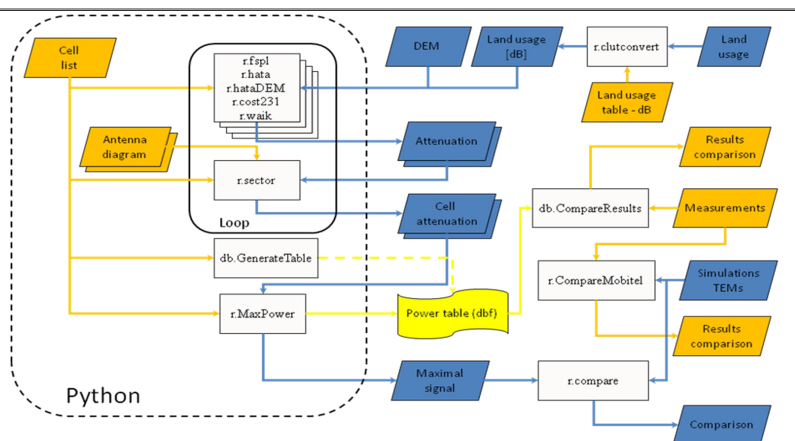 Cell
list
r.fspl
r.hata
r.hataDEM
r.cost231
r.waik
DEM
Land usage
[dB]
r.clutconvert
Land
usage
Land usage
table - dB
Antenna
diagram
r.sector
Loop
Attenuation
Cell
attenuation
Results
comparison
db.CompareResults
Measurements
db.GenerateTable
r.CompareMobitel
Simulations
TEMs
r.MaxPower
Power table {dbf}
Results
comparison
Python
Maximal
signal
r.compare
Comparison